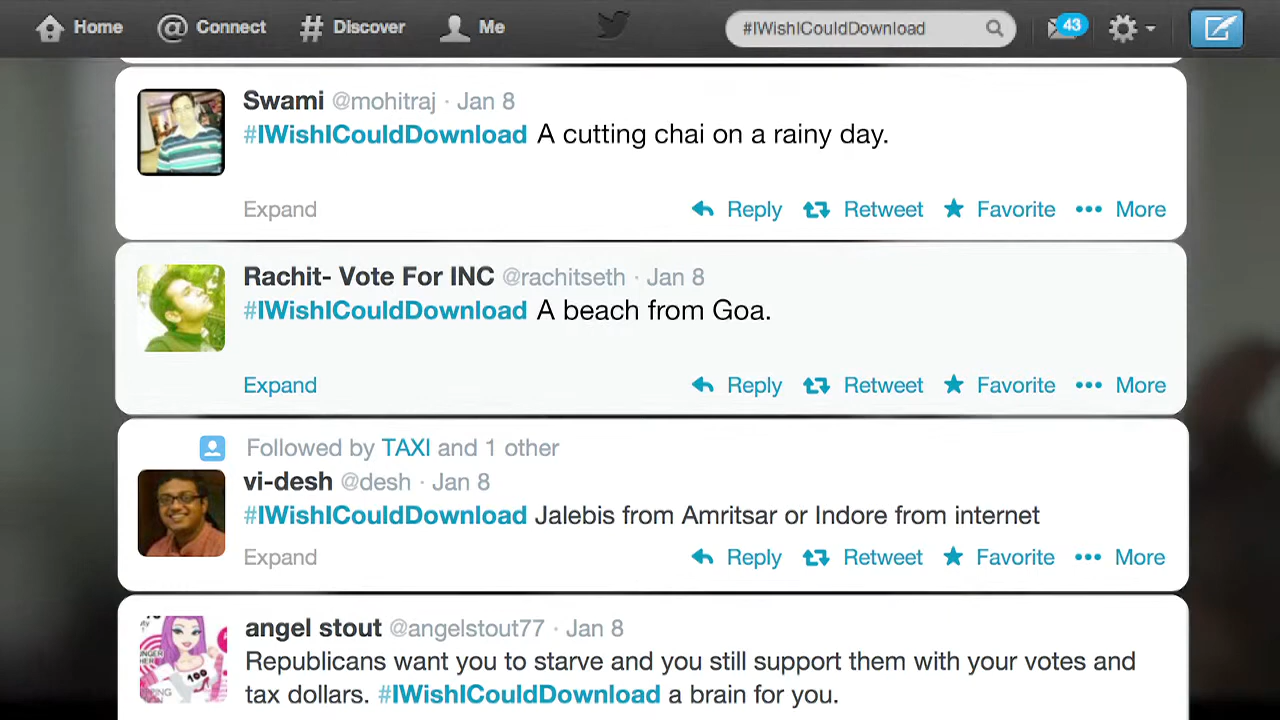 Home @ Connect # Discover Me #IWishICouldDownload 43
Swami @mohitraj · Jan 8
#IWishICouldDownload A cutting chai on a rainy day.
Expand Reply Retweet Favorite ••• More
Rachit- Vote For INC @rachitseth · Jan 8
#IWishICouldDownload A beach from Goa.
Expand Reply Retweet Favorite ••• More
Followed by TAXI and 1 other
vi-desh @desh · Jan 8
#IWishICouldDownload Jalebis from Amritsar or Indore from internet
Expand Reply Retweet Favorite ••• More
angel stout @angelstout77 · Jan 8
Republicans want you to starve and you still support them with your votes and
tax dollars. #IWishICouldDownload a brain for you.
100